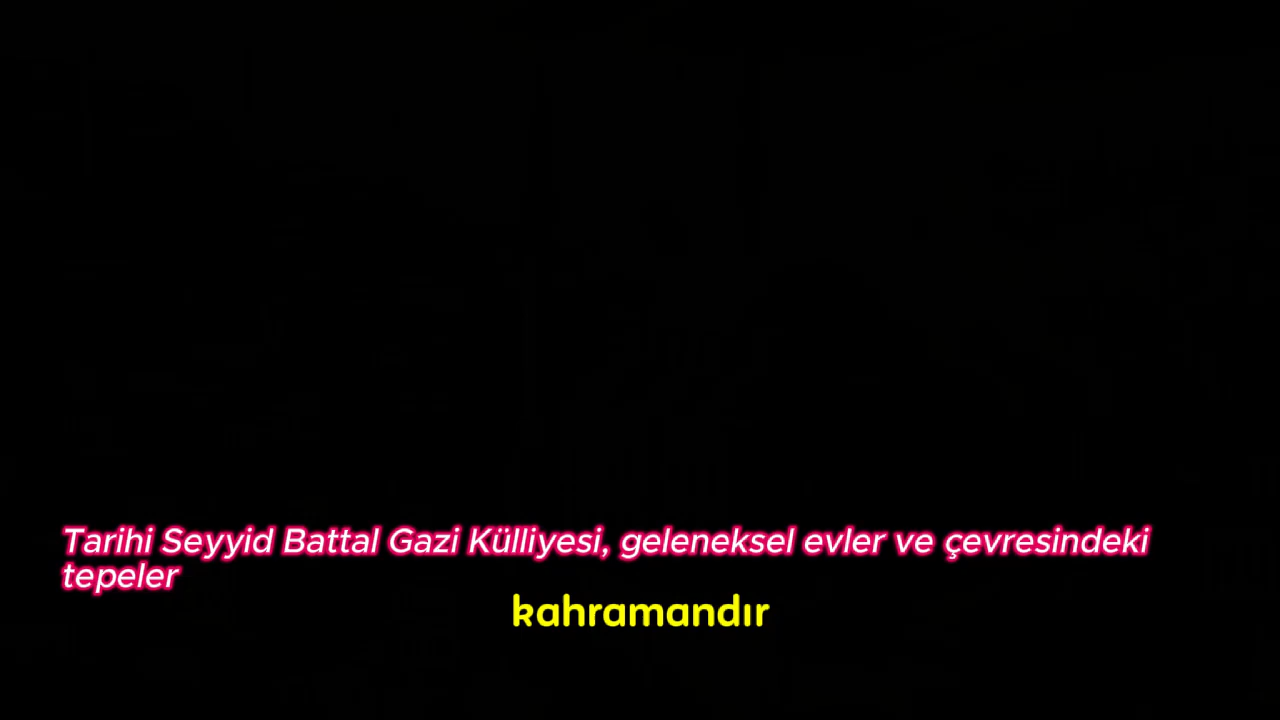 Tarihi Seyyid Battal Gazi Külliyesi, geleneksel evler ve çevresindeki
tepeler
kahramandır